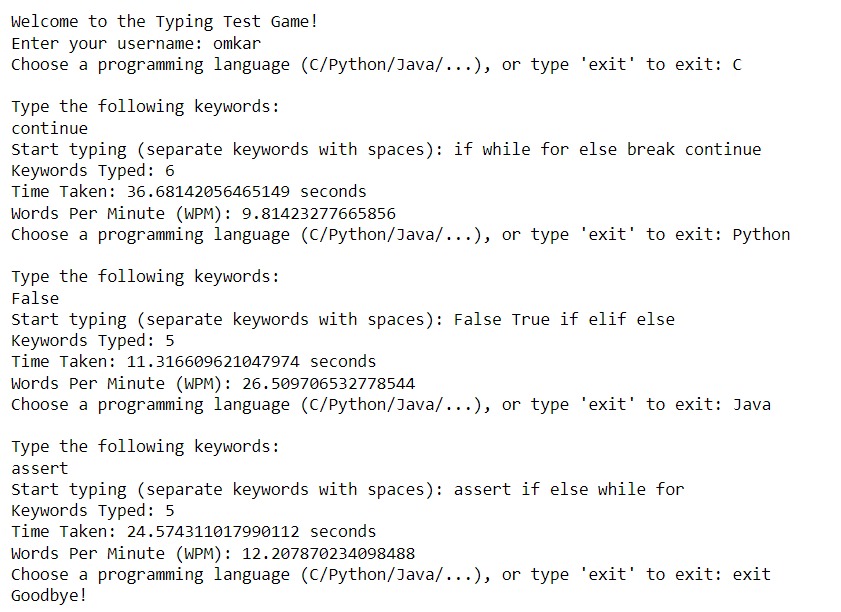 Welcome to the Typing Test Game!
Enter your username: omkar
Choose a programming language (C/Python/Java/...), or type 'exit' to exit: C
Type the following keywords:
continue
Start typing (separate keywords with spaces): if while for else break continue
Keywords Typed: 6
Time Taken: 36.68142056465149 seconds
Words Per Minute (WPM): 9.81423277665856
Choose a programming language (C/Python/Java/...), or type 'exit' to exit: Python
Type the following keywords:
False
Start typing (separate keywords with spaces): False True if elif else
Keywords Typed: 5
Time Taken: 11.316609621047974 seconds
Words Per Minute (WPM): 26.509706532778544
Choose a programming language (C/Python/Java/...), or type 'exit' to exit: Java
Type the following keywords:
assert
Start typing (separate keywords with spaces): assert if else while for
Keywords Typed: 5
Time Taken: 24.574311017990112 seconds
Words Per Minute (WPM): 12.207870234098488
Choose a programming language (C/Python/Java/...), or type 'exit' to exit: exit
Goodbye!